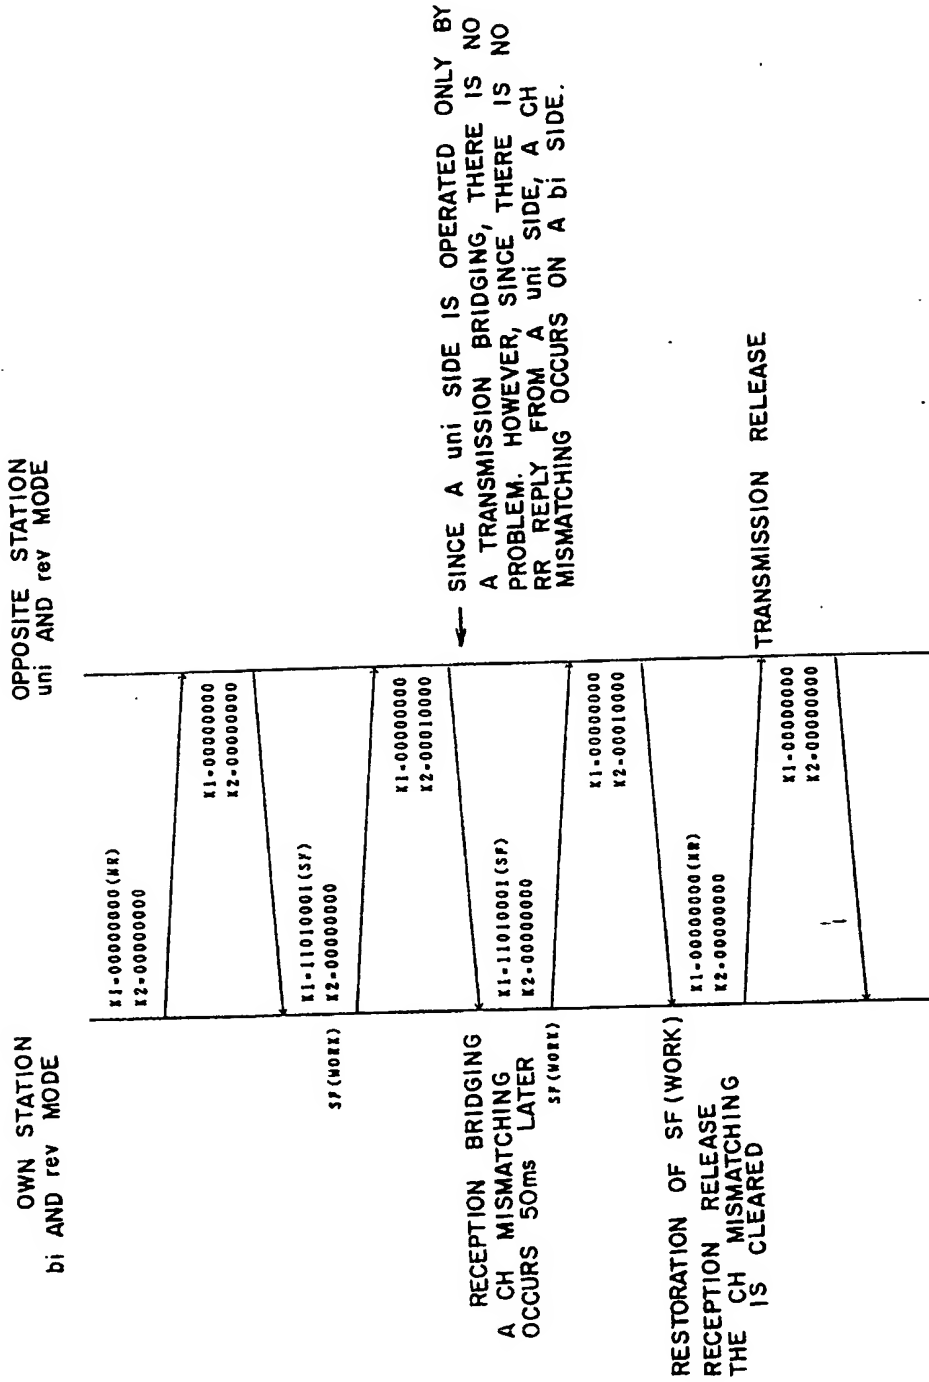 OWN STATION
bi AND rev MODE
OPPOSITE STATION
uni AND rev MODE
K1=00000000(NR)
K2=00000000
K1=00000000
K2=00000000
SF(WORK)
K1=11010001(SF)
K2=00000000
K1=00000000
K2=00010000
SINCE A uni SIDE IS OPERATED ONLY BY
A TRANSMISSION BRIDGING, THERE IS NO
PROBLEM. HOWEVER, SINCE THERE IS NO
RR REPLY FROM A uni SIDE, A CH
MISMATCHING OCCURS ON A bi SIDE.
RECEPTION BRIDGING
A CH MISMATCHING
OCCURS 50ms LATER
SF(WORK)
K1=11010001(SF)
K2=00000000
K1=00000000
K2=00010000
RESTORATION OF SF(WORK)
RECEPTION RELEASE
THE CH MISMATCHING
IS CLEARED
K1=00000000(NR)
K2=00000000
TRANSMISSION RELEASE
K1=00000000
K2=00000000